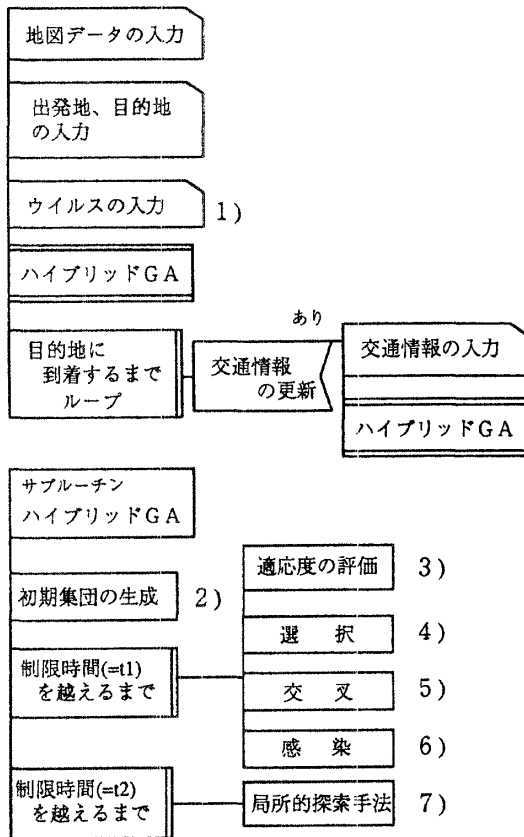 地図データの入力
出発地、目的地
の入力
ウイルスの入力
1)
ハイブリッドGA
目的地に
到着するまで
ループ
交通情報
の更新
あり
交通情報の入力
ハイブリッドGA
サブルーチン
ハイブリッドGA
初期集団の生成
2)
制限時間(=t1)
を越えるまで
適応度の評価
3)
選 択
4)
交 叉
5)
感 染
6)
制限時間(=t2)
を越えるまで
局所的探索手法
7)